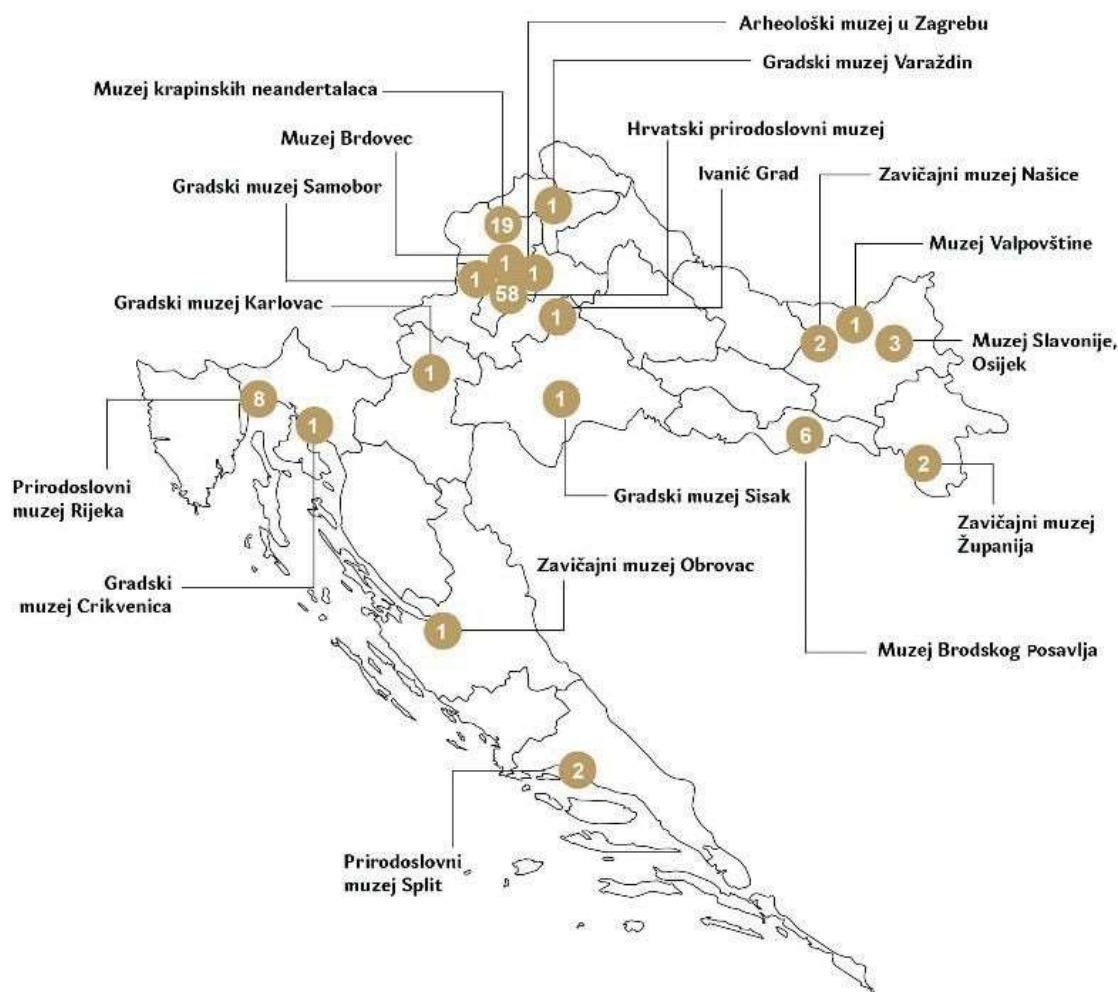 Arheološki muzej u Zagrebu
Gradski muzej Varaždin
Muzej krapinskih neandertalaca
Hrvatski prirodoslovni muzej
Muzej Brdovec
Ivanić Grad
Zavičajni muzej Našice
Gradski muzej Samobor
1
19
Muzej Valpovštine
1
1
1
Gradski muzej Karlovac
58
1
1
2
3
Muzej Slavonije,
Osijek
1
8
1
1
6
2
Prirodoslovni
muzej Rijeka
Gradski muzej Sisak
Zavičajni muzej
Županija
Gradski
muzej Crikvenica
Zavičajni muzej Obrovac
1
Muzej Brodskog Posavlja
2
Prirodoslovni
muzej Split